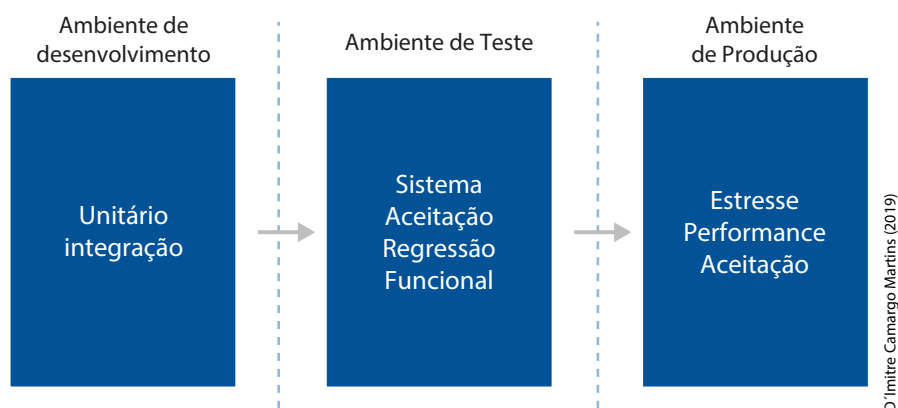 Ambiente de
desenvolvimento
Ambiente de Teste
Ambiente
de Produção
Unitário
integração
Sistema
Aceitação
Regressão
Funcional
Estresse
Performance
Aceitação
D´Imitre Camargo Martins (2019)